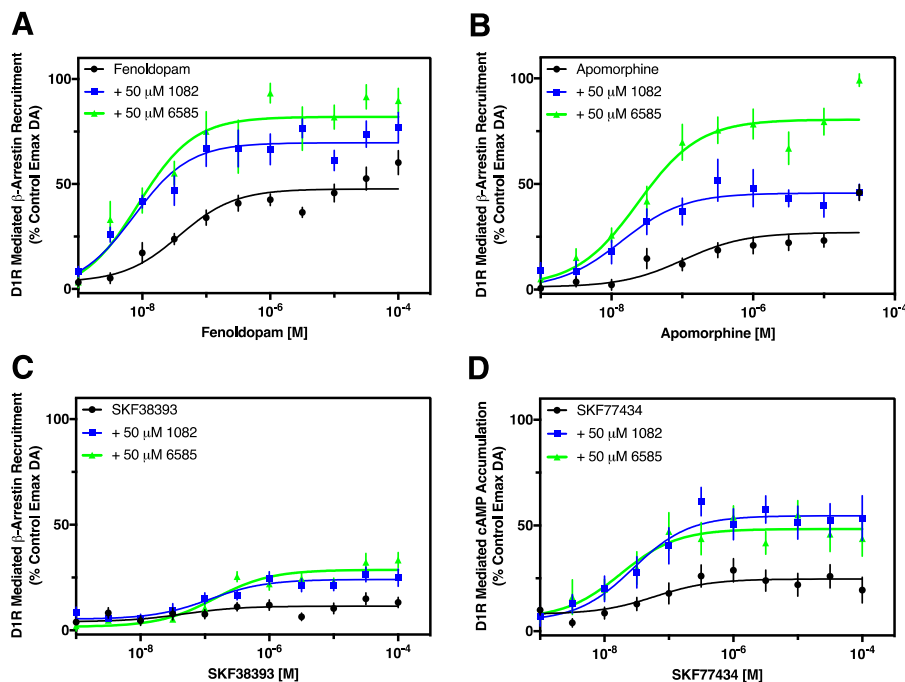 A
D1R Mediated β-Arrestin Recruitment
(% Control Emax DA)
100
50
0
Fenoldopam
+ 50 μM 1082
+ 50 μM 6585
10-8
10-6
10-4
Fenoldopam [M]
B
D1R Mediated β-Arrestin Recruitment
(% Control Emax DA)
100
50
0
Apomorphine
+ 50 μM 1082
+ 50 μM 6585
10-8
10-6
10-4
Apomorphine [M]
C
D1R Mediated β-Arrestin Recruitment
(% Control Emax DA)
100
50
0
SKF38393
+ 50 μM 1082
+ 50 μM 6585
10-8
10-6
10-4
SKF38393 [M]
D
D1R Mediated cAMP Accumulation
(% Control Emax DA)
100
50
0
SKF77434
+ 50 μM 1082
+ 50 μM 6585
10-8
10-6
10-4
SKF77434 [M]